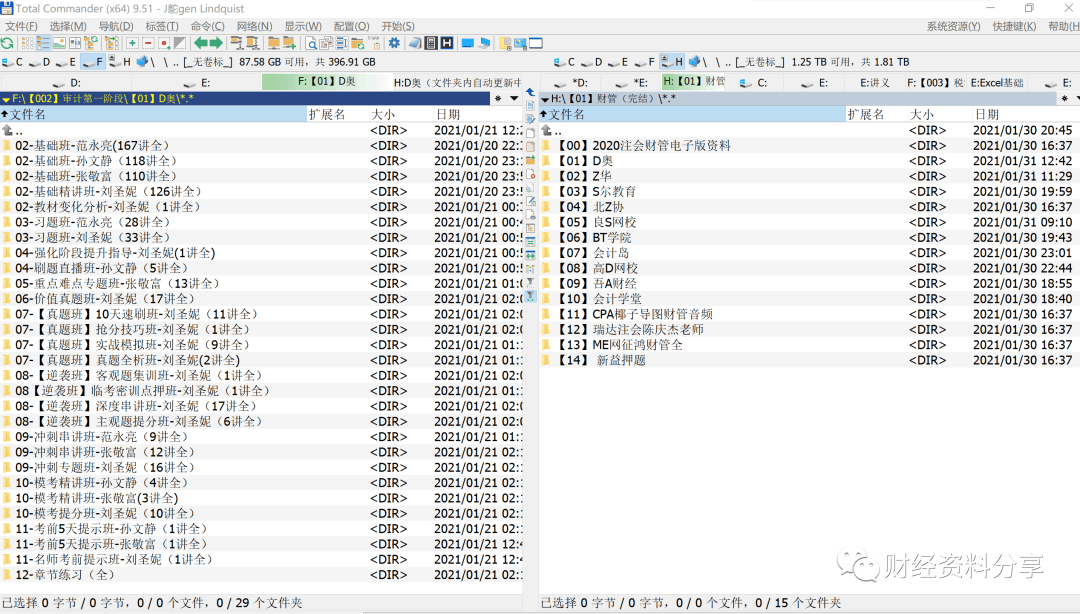 Total Commander (x64) 9.51 - J駝gen Lindquist
文件(F) 选择(M) 导航(D) 标签(T) 命令(C) 网络(N) 显示(W) 配置(O) 开始(S) 系统资源(Y) 快捷键(K) 帮助(H
C D E F H \ \ .. [_无卷标_] 87.58 GB 可用，共 396.91 GB
C D E F H \ \ .. [_无卷标_] 1.25 TB 可用，共 1.81 TB
D: E: F:【01】D奥 H:D奥（文件夹内自动更新中
*D: *E: H:【01】财管 C: D: E: E:讲义 F:【003】税 E:Excel基础 E:
F:\【002】审计第一阶段\【01】D奥\*.*
文件名 扩展名 大小 日期
.. <DIR> 2021/01/21 12:2
02-基础班-范永亮(167讲全） <DIR> 2021/01/20 22:3
02-基础班-孙文静（118讲全） <DIR> 2021/01/20 23:1
02-基础班-张敬富（110讲全） <DIR> 2021/01/20 23:5
02-基础精讲班-刘圣妮（126讲全） <DIR> 2021/01/20 23:5
02-教材变化分析-刘圣妮（1讲全） <DIR> 2021/01/21 00:
03-习题班-范永亮（28讲全） <DIR> 2021/01/21 00:
03-习题班-刘圣妮（33讲全） <DIR> 2021/01/21 00:5
04-强化阶段提升指导-刘圣妮(1讲全) <DIR> 2021/01/21 00:5
04-刷题直播班-孙文静（5讲全） <DIR> 2021/01/21 00:5
05-重点难点专题班-张敬富（13讲全） <DIR> 2021/01/21 01:0
06-价值真题班-刘圣妮（17讲全） <DIR> 2021/01/21 02:0
07-【真题班】10天速刷班-刘圣妮（11讲全） <DIR> 2021/01/21 02:0
07-【真题班】抢分技巧班-刘圣妮（1讲全） <DIR> 2021/01/21 02:0
07-【真题班】实战模拟班-刘圣妮（9讲全） <DIR> 2021/01/21 01:1
07-【真题班】真题全析班-刘圣妮(2讲全) <DIR> 2021/01/21 01:1
08-【逆袭班】客观题集训班-刘圣妮（1讲全） <DIR> 2021/01/21 02:0
08【逆袭班】临考密训点押班-刘圣妮（1讲全） <DIR> 2021/01/21 01:1
08-【逆袭班】深度串讲班-刘圣妮（17讲全） <DIR> 2021/01/21 02:0
08-【逆袭班】主观题提分班-刘圣妮（6讲全） <DIR> 2021/01/21 02:0
09-冲刺串讲班-范永亮（9讲全） <DIR> 2021/01/21 01:1
09-冲刺串讲班-张敬富（12讲全） <DIR> 2021/01/21 02:1
09-冲刺专题班-刘圣妮（16讲全） <DIR> 2021/01/21 02:1
10-模考精讲班-孙文静（4讲全） <DIR> 2021/01/21 02:1
10-模考精讲班-张敬富(3讲全) <DIR> 2021/01/21 02:1
10-模考提分班-刘圣妮（10讲全） <DIR> 2021/01/21 02:1
11-考前5天提示班-孙文静（1讲全） <DIR> 2021/01/21 02:1
11-考前5天提示班-张敬富（1讲全） <DIR> 2021/01/21 12:4
11-名师考前提示班-刘圣妮（1讲全） <DIR> 2021/01/21 12:4
12-章节练习（全） <DIR> 2021/01/21 02:1
已选择 0 字节 / 0 字节，0 / 0 个文件，0 / 29 个文件夹
H:\【01】财管（完结）\*.*
文件名 扩展名 大小 日期
.. <DIR> 2021/01/30 20:45
【00】2020注会财管电子版资料 <DIR> 2021/01/30 16:37
【01】D奥 <DIR> 2021/01/31 12:42
【02】Z华 <DIR> 2021/01/31 11:29
【03】S尔教育 <DIR> 2021/01/30 19:59
【04】北Z协 <DIR> 2021/01/30 16:37
【05】良S网校 <DIR> 2021/01/31 09:10
【06】BT学院 <DIR> 2021/01/30 19:43
【07】会计岛 <DIR> 2021/01/30 23:01
【08】高D网校 <DIR> 2021/01/30 22:44
【09】吾A财经 <DIR> 2021/01/30 18:55
【10】会计学堂 <DIR> 2021/01/30 18:40
【11】CPA椰子导图财管音频 <DIR> 2021/01/30 16:37
【12】瑞达注会陈庆杰老师 <DIR> 2021/01/30 16:37
【13】ME网征鸿财管全 <DIR> 2021/01/30 16:37
【14】 新益押题 <DIR> 2021/01/30 16:37
财经资料分享
已选择 0 字节 / 0 字节，0 / 0 个文件，0 / 15 个文件夹